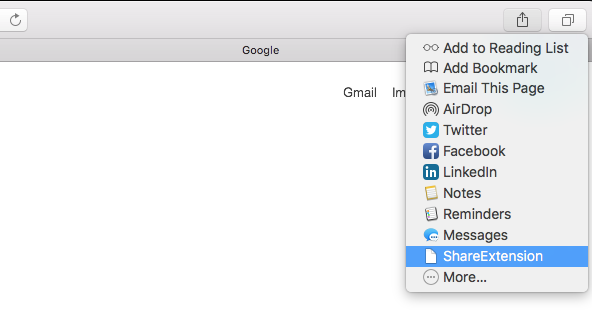 Google
Gmail Im
Add to Reading List
Add Bookmark
Email This Page
AirDrop
Twitter
Facebook
LinkedIn
Notes
Reminders
Messages
ShareExtension
More...